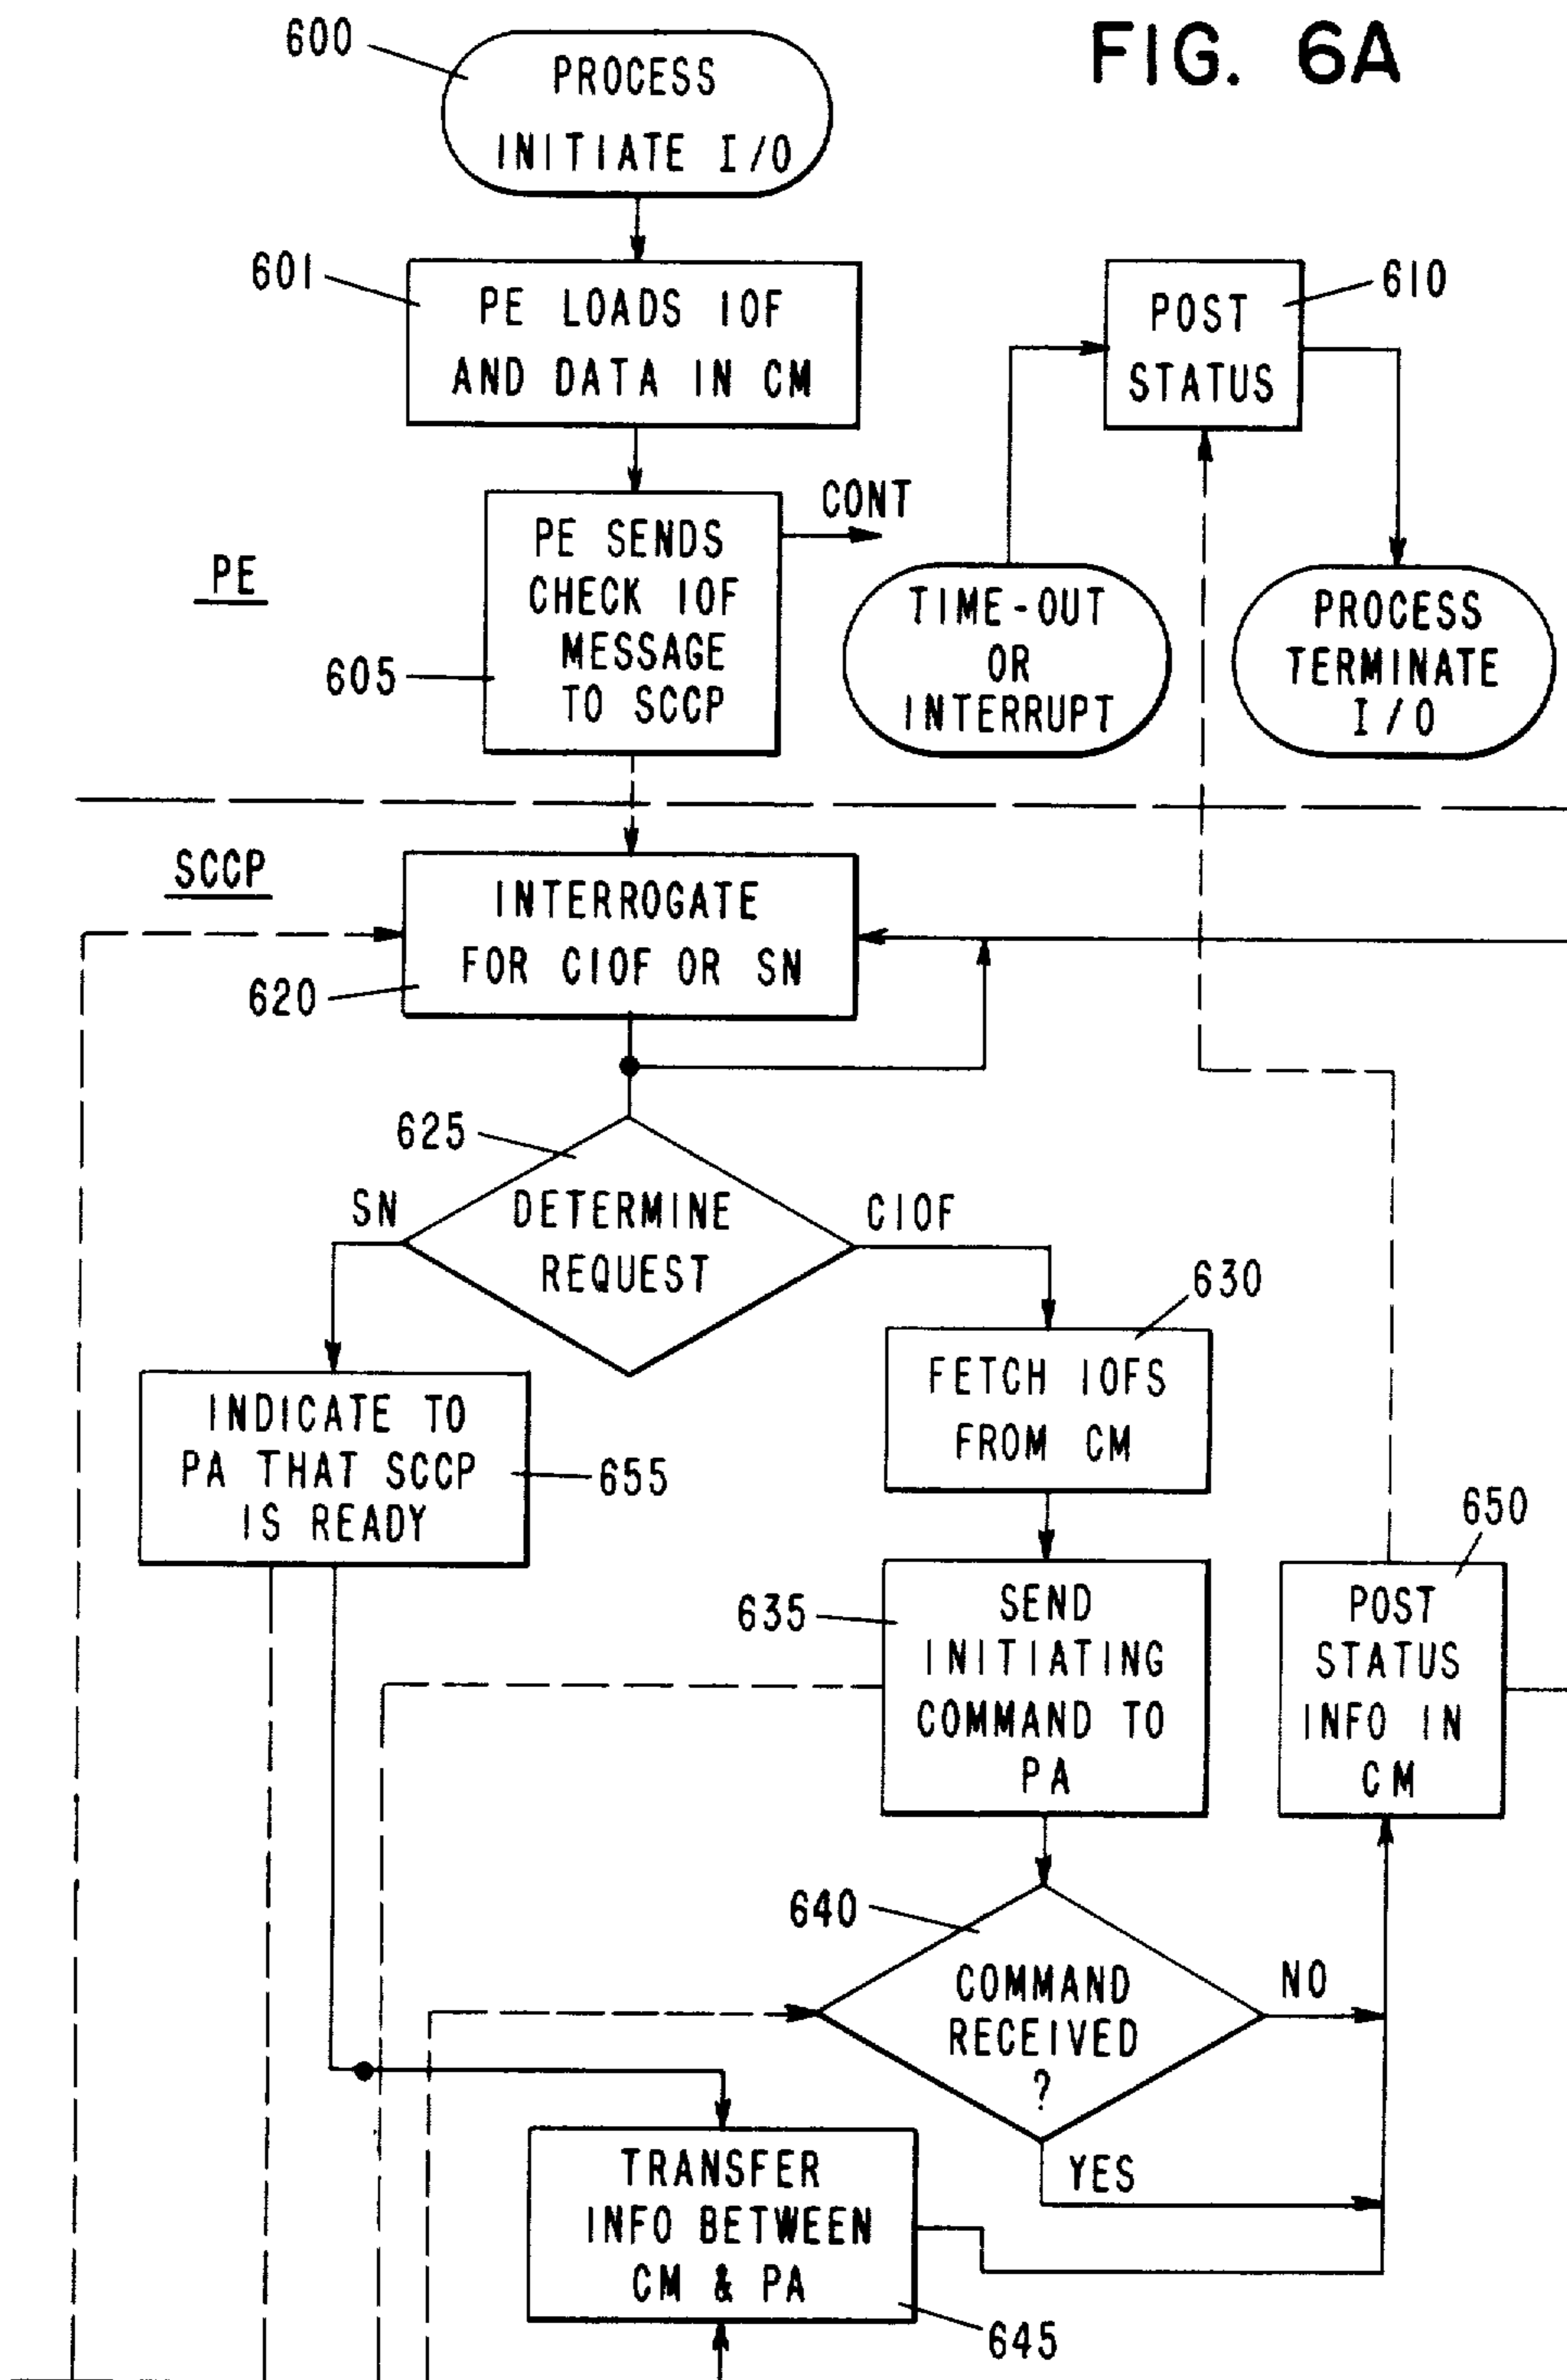 FIG. 6A
600
PROCESS
INITIATE I/O
601
PE LOADS IOF
AND DATA IN CM
610
POST
STATUS
CONT
PE SENDS
CHECK IOF
MESSAGE
TO SCCP
PE
605
TIME-OUT
OR
INTERRUPT
PROCESS
TERMINATE
I/O
SCCP
INTERROGATE
FOR CIOF OR SN
620
625
SN
DETERMINE
REQUEST
CIOF
630
FETCH IOFS
FROM CM
INDICATE TO
PA THAT SCCP
IS READY
655
650
635
SEND
INITIATING
COMMAND TO
PA
POST
STATUS
INFO IN
CM
640
COMMAND
RECEIVED
?
NO
YES
TRANSFER
INFO BETWEEN
CM & PA
645